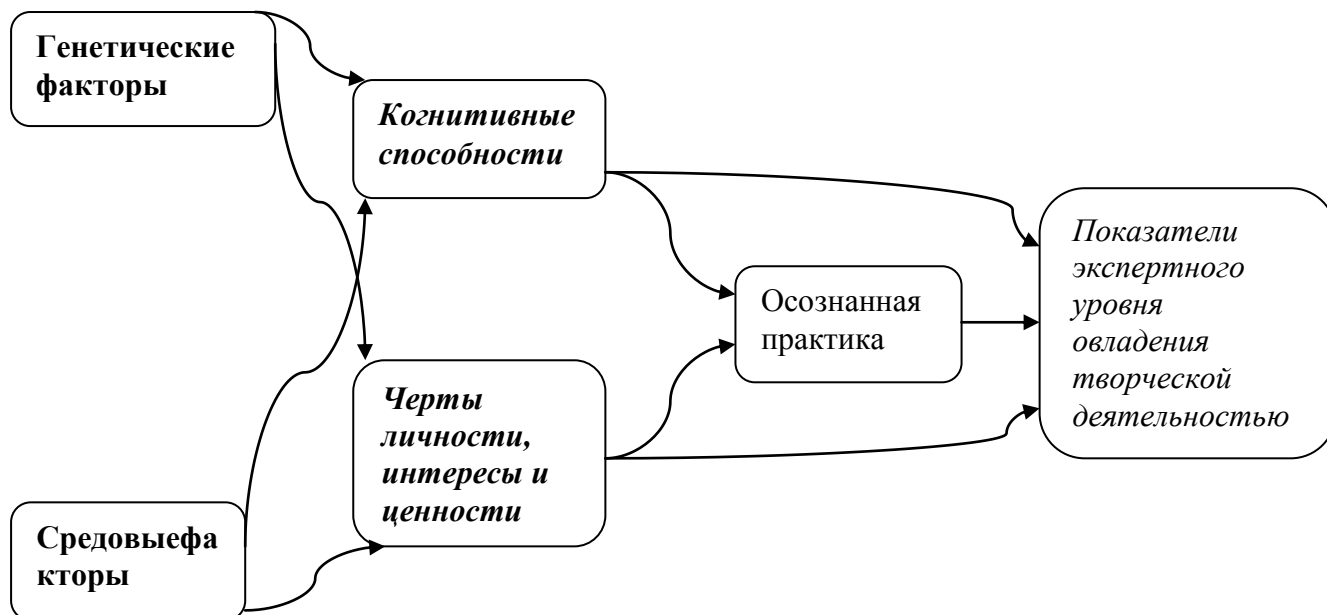 Генетические
факторы
Когнитивные
способности
Показатели
экспертного
уровня
овладения
творческой
деятельностью
Осознанная
практика
Черты
личности,
интересы и
ценности
Средовыефа
кторы